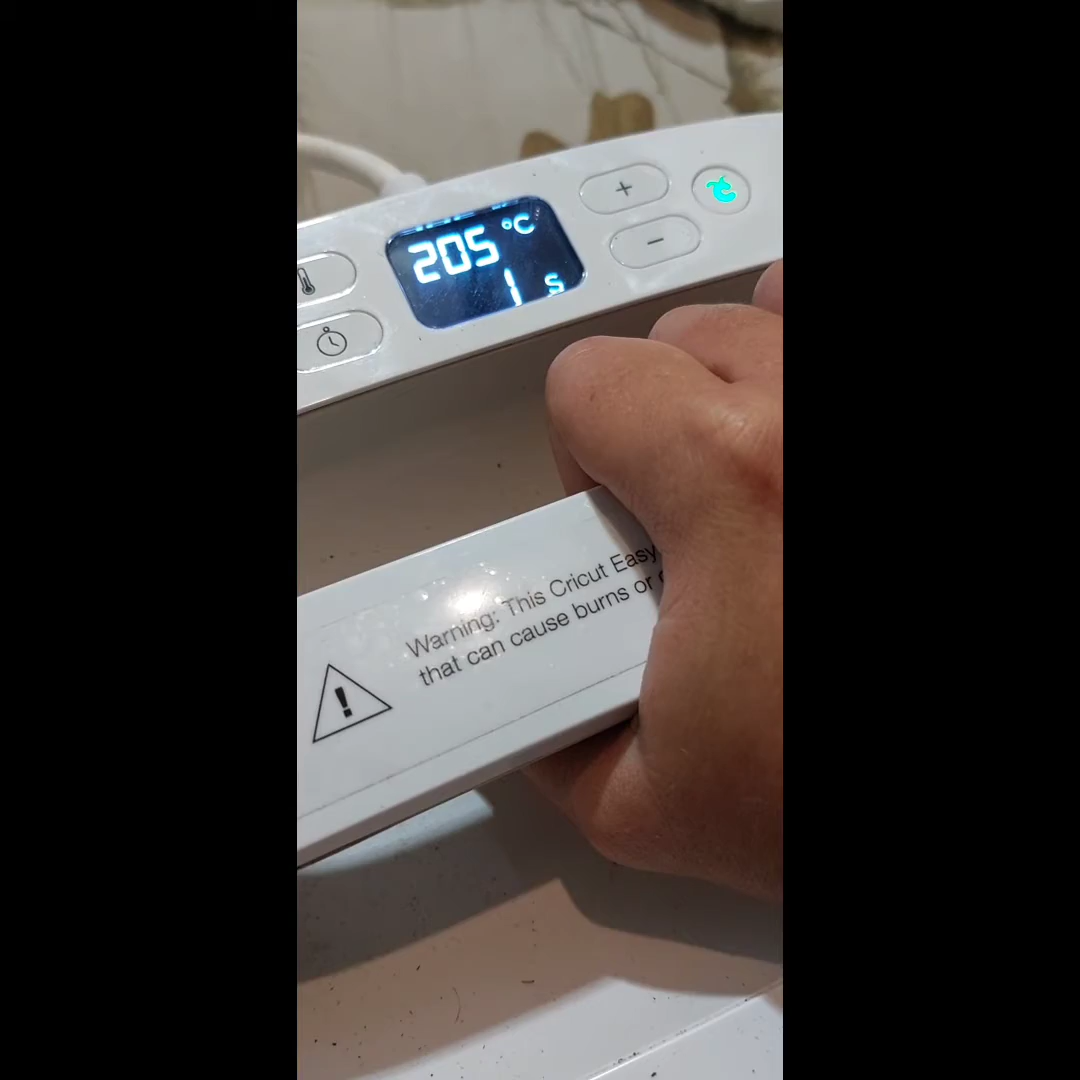 205 °C
1 s
+
-
Warning: This Cricut Easy
that can cause burns or